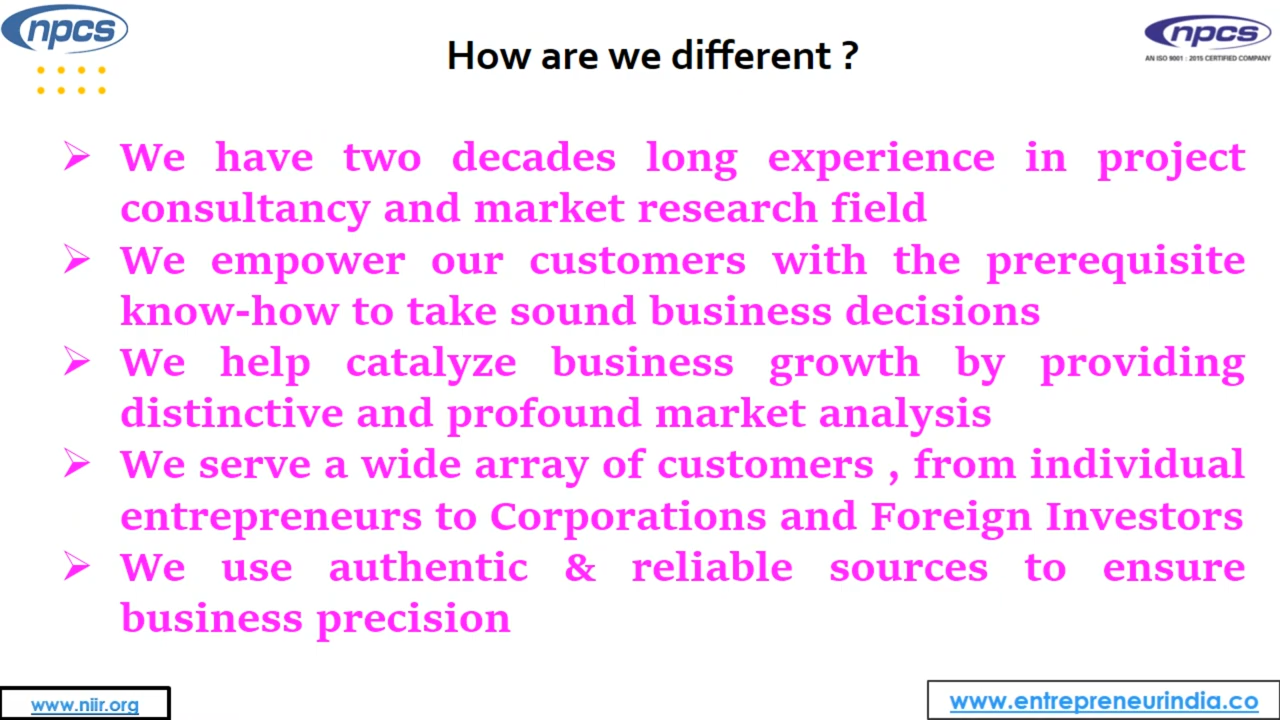 npcs
npcs
AN ISO 9001 : 2015 CERTIFIED COMPANY
How are we different ?
We have two decades long experience in project
consultancy and market research field
We empower our customers with the prerequisite
know-how to take sound business decisions
We help catalyze business growth by providing
distinctive and profound market analysis
We serve a wide array of customers , from individual
entrepreneurs to Corporations and Foreign Investors
We use authentic & reliable sources to ensure
business precision
www.niir.org
www.entrepreneurindia.co